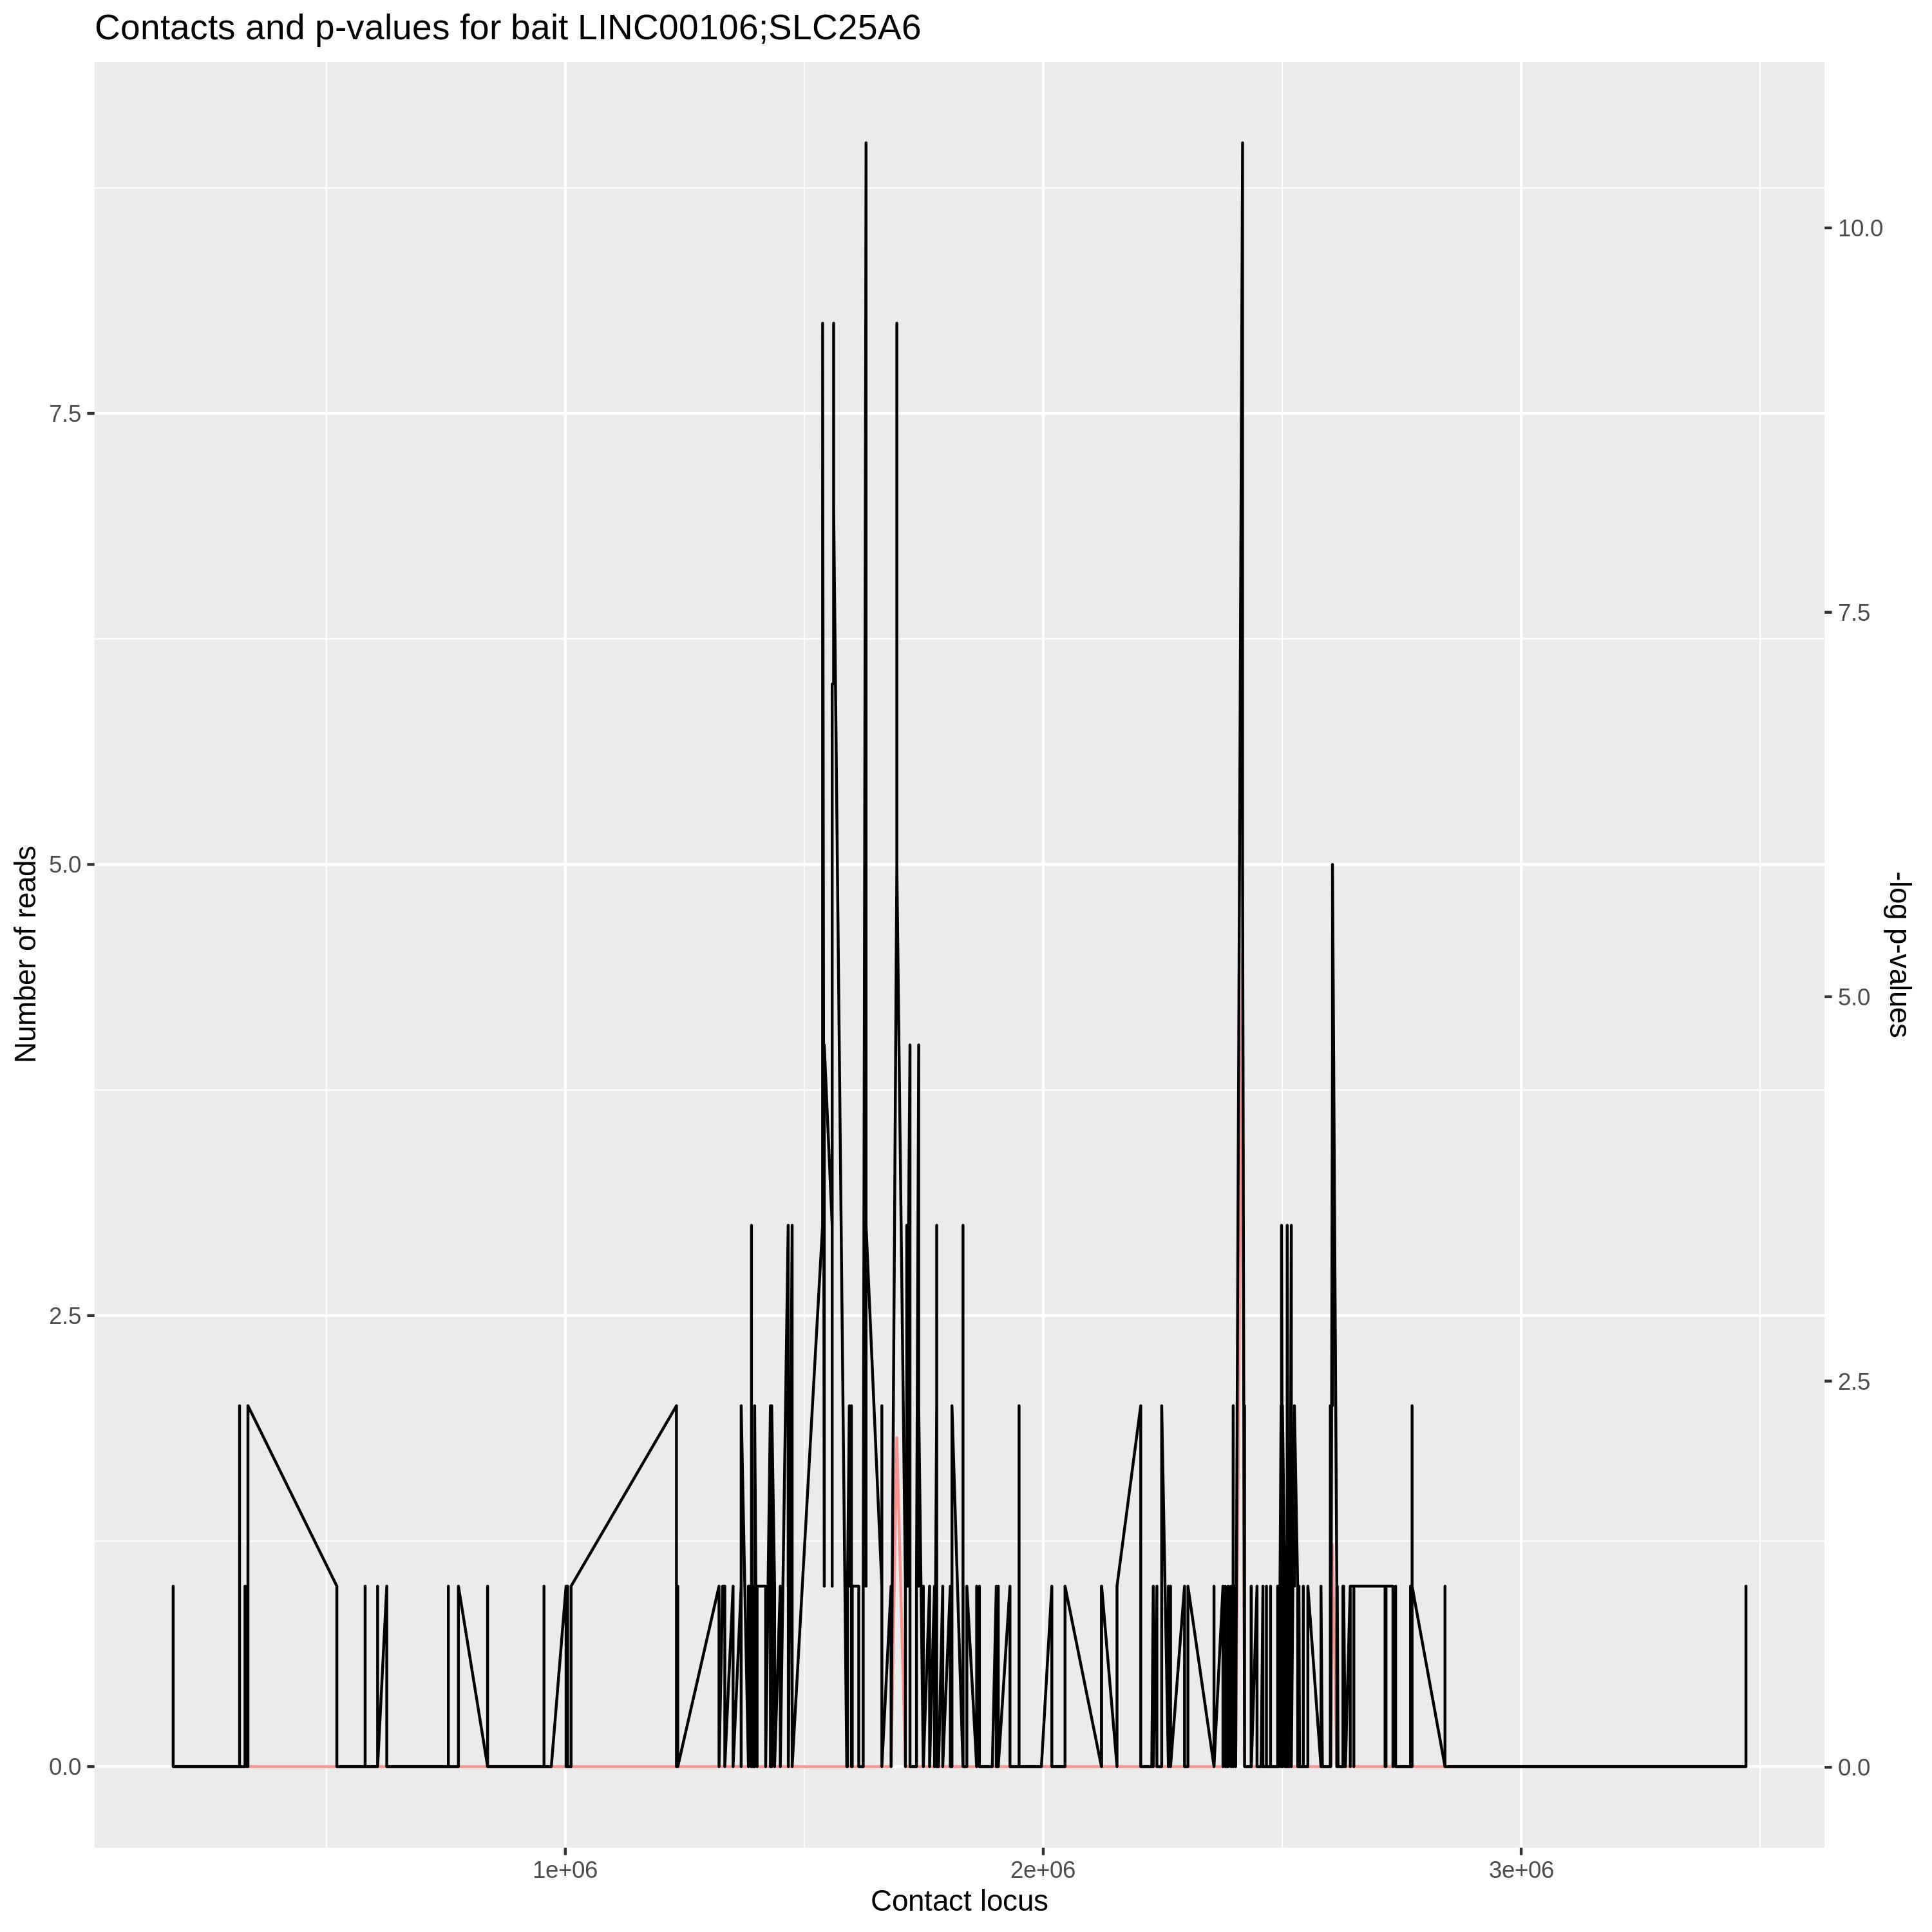 Contacts and p-values for bait LINC00106;SLC25A6
Number of reads
7.5
5.0
2.5
0.0
10.0
7.5
5.0
2.5
0.0
-log p-values
1e+06
2e+06
3e+06
Contact locus